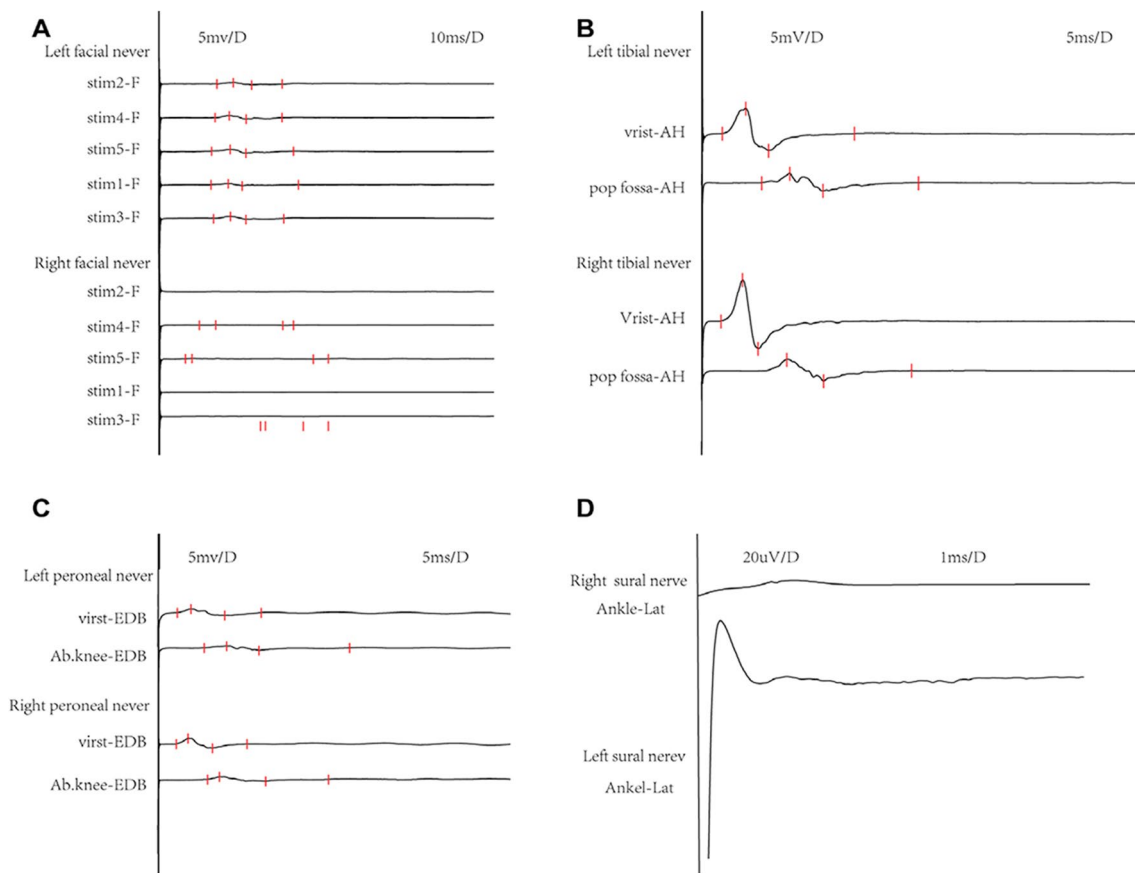 A
5mv/D 10ms/D
Left facial never
stim2-F
stim4-F
stim5-F
stim1-F
stim3-F
Right facial never
stim2-F
stim4-F
stim5-F
stim1-F
stim3-F
B
5mV/D 5ms/D
Left tibial never
vrist-AH
pop fossa-AH
Right tibial never
Vrist-AH
pop fossa-AH
C
5mv/D 5ms/D
Left peroneal never
virst-EDB
Ab.knee-EDB
Right peroneal never
virst-EDB
Ab.knee-EDB
D
20uV/D 1ms/D
Right sural nerve
Ankle-Lat
Left sural nerev
Ankel-Lat